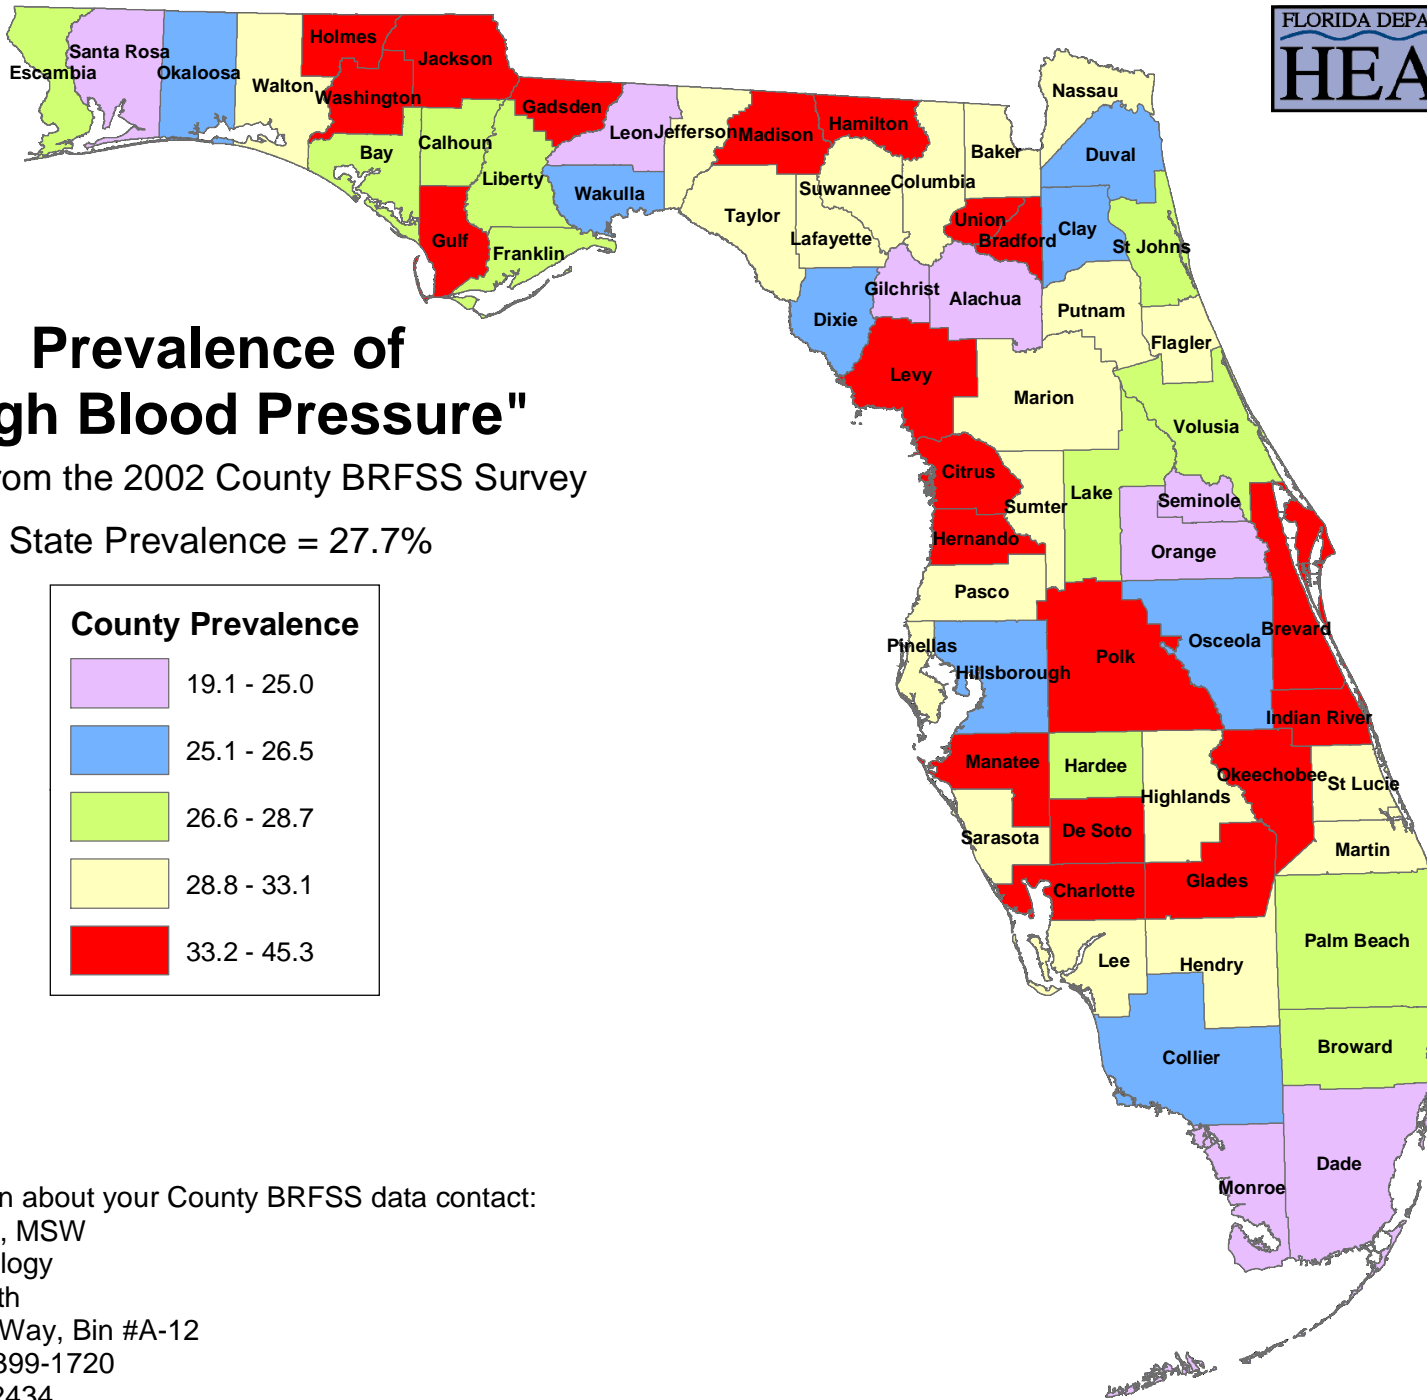 FLORIDA DEPA
HEA
Holmes
Jackson
Santa Rosa
Escambia
Okaloosa
Walton
Washington
Gadsden
Leon
Jefferson
Madison
Hamilton
Nassau
Baker
Duval
Bay
Calhoun
Liberty
Wakulla
Suwannee
Columbia
Taylor
Lafayette
Union
Bradford
Clay
St Johns
Gulf
Franklin
Gilchrist
Alachua
Dixie
Putnam
Flagler
Prevalence of
gh Blood Pressure"
rom the 2002 County BRFSS Survey
State Prevalence = 27.7%
Levy
Marion
Volusia
Citrus
Sumter
Lake
Seminole
Hernando
Orange
Pasco
Pinellas
Hillsborough
Polk
Osceola
Brevard
Indian River
Manatee
Hardee
Highlands
Okeechobee
St Lucie
Sarasota
De Soto
Martin
Charlotte
Glades
Lee
Hendry
Palm Beach
Collier
Broward
Dade
Monroe
County Prevalence
19.1 - 25.0
25.1 - 26.5
26.6 - 28.7
28.8 - 33.1
33.2 - 45.3
n about your County BRFSS data contact:
, MSW
logy
th
Way, Bin #A-12
399-1720
2434